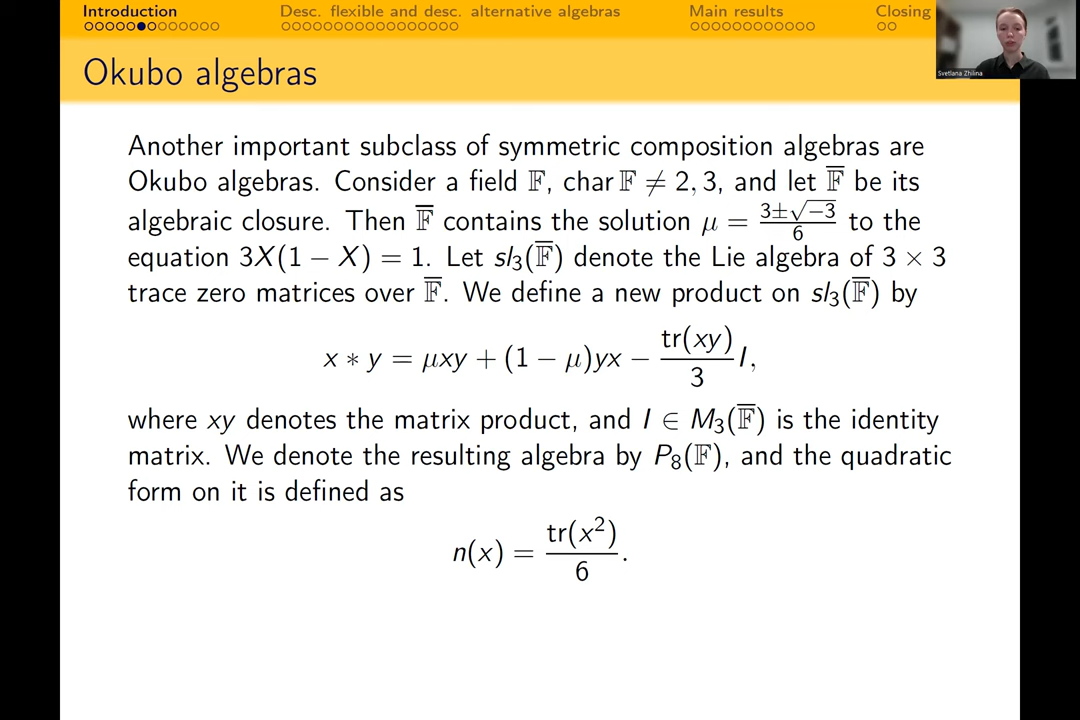 Introduction Desc. flexible and desc. alternative algebras Main results Closing
Svetlana Zhilina
Okubo algebras
Another important subclass of symmetric composition algebras are
Okubo algebras. Consider a field 𝔽, char 𝔽 ≠ 2, 3, and let 𝔽̅ be its
algebraic closure. Then 𝔽̅ contains the solution μ = (3±√−3)/6 to the
equation 3X(1 − X) = 1. Let sl₃(𝔽̅) denote the Lie algebra of 3 × 3
trace zero matrices over 𝔽̅. We define a new product on sl₃(𝔽̅) by
x ∗ y = μxy + (1 − μ)yx − tr(xy)/3 I,
where xy denotes the matrix product, and I ∈ M₃(𝔽̅) is the identity
matrix. We denote the resulting algebra by P₈(𝔽), and the quadratic
form on it is defined as
n(x) = tr(x²)/6.